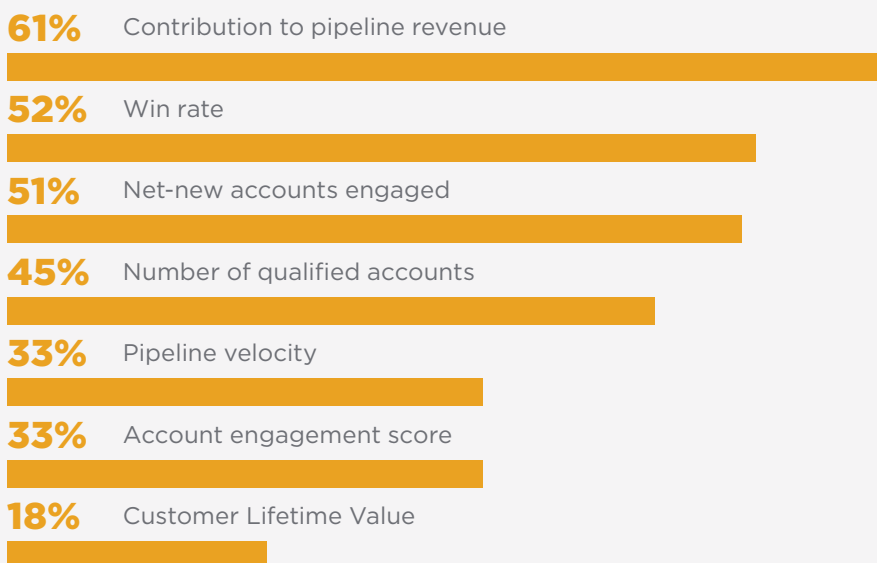 61% Contribution to pipeline revenue
52% Win rate
51% Net-new accounts engaged
45% Number of qualified accounts
33% Pipeline velocity
33% Account engagement score
18% Customer Lifetime Value